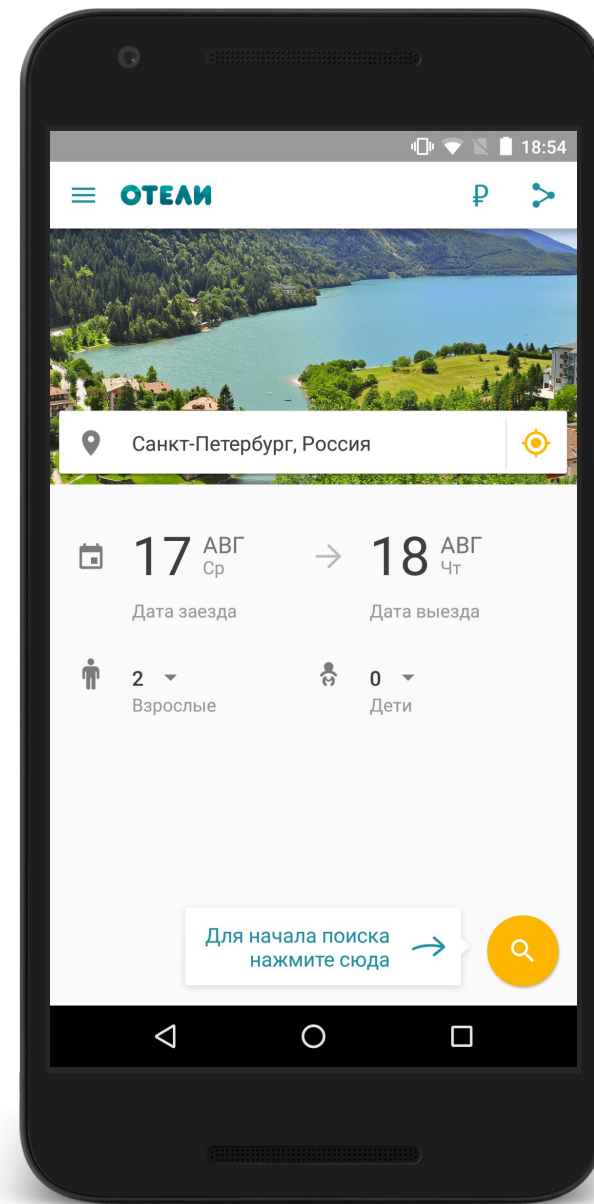 18:54
ОТЕЛИ
₽
Санкт-Петербург, Россия
17 АВГ Ср
18 АВГ Чт
Дата заезда
Дата выезда
2
0
Взрослые
Дети
Для начала поиска
нажмите сюда